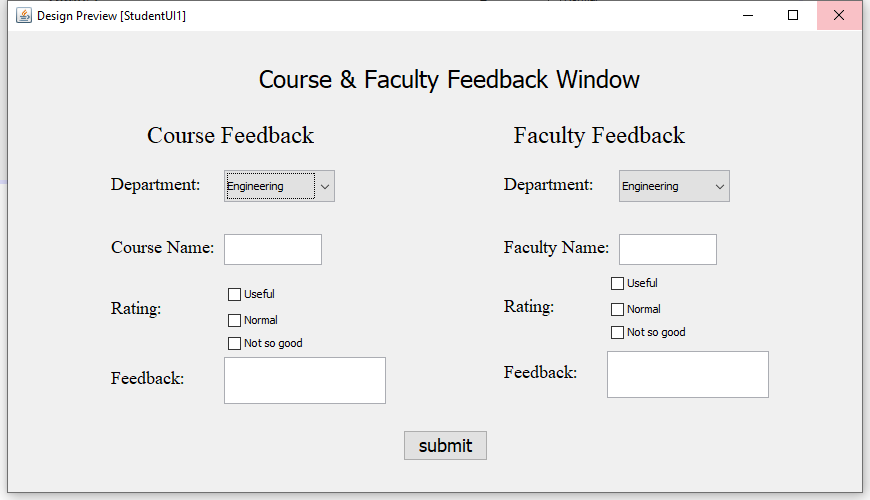 Design Preview [StudentUI1]
Course & Faculty Feedback Window
Course Feedback
Department:
Engineering
Course Name:
Rating:
Useful
Normal
Not so good
Feedback:
Faculty Feedback
Department:
Engineering
Faculty Name:
Rating:
Useful
Normal
Not so good
Feedback:
submit